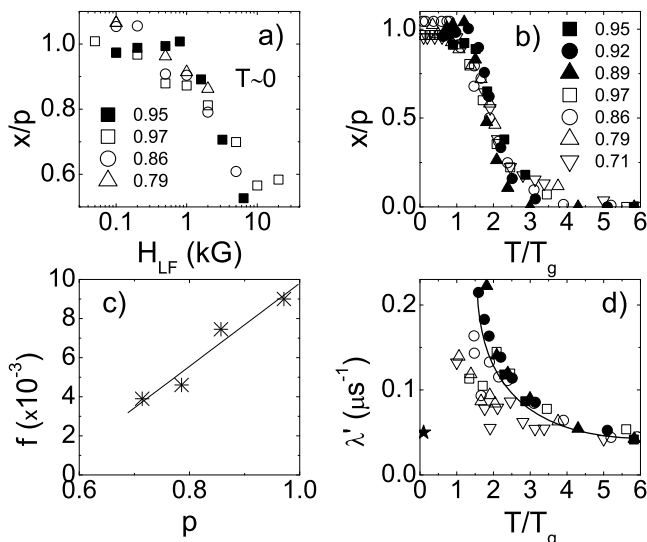 a)
T~0
x/p
1.0
0.8
0.6
0.1
1
10
H_LF (kG)
0.95
0.97
0.86
0.79
b)
x/p
1.0
0.5
0.0
0 1 2 3 4 5 6
T/T_g
0.95
0.92
0.89
0.97
0.86
0.79
0.71
c)
f (x10⁻³)
10
8
6
4
2
0
0.6 0.8 1.0
p
d)
λ' (μs⁻¹)
0.2
0.1
0.0
0 1 2 3 4 5 6
T/T_g